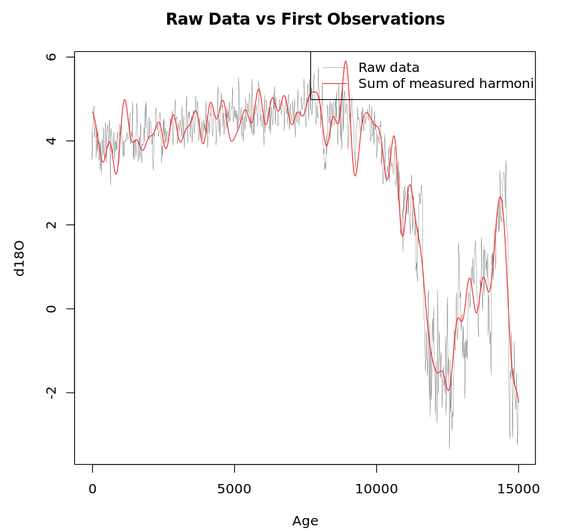 Raw Data vs First Observations
Raw data
Sum of measured harmoni
6
4
2
0
-2
d18O
0 5000 10000 15000
Age